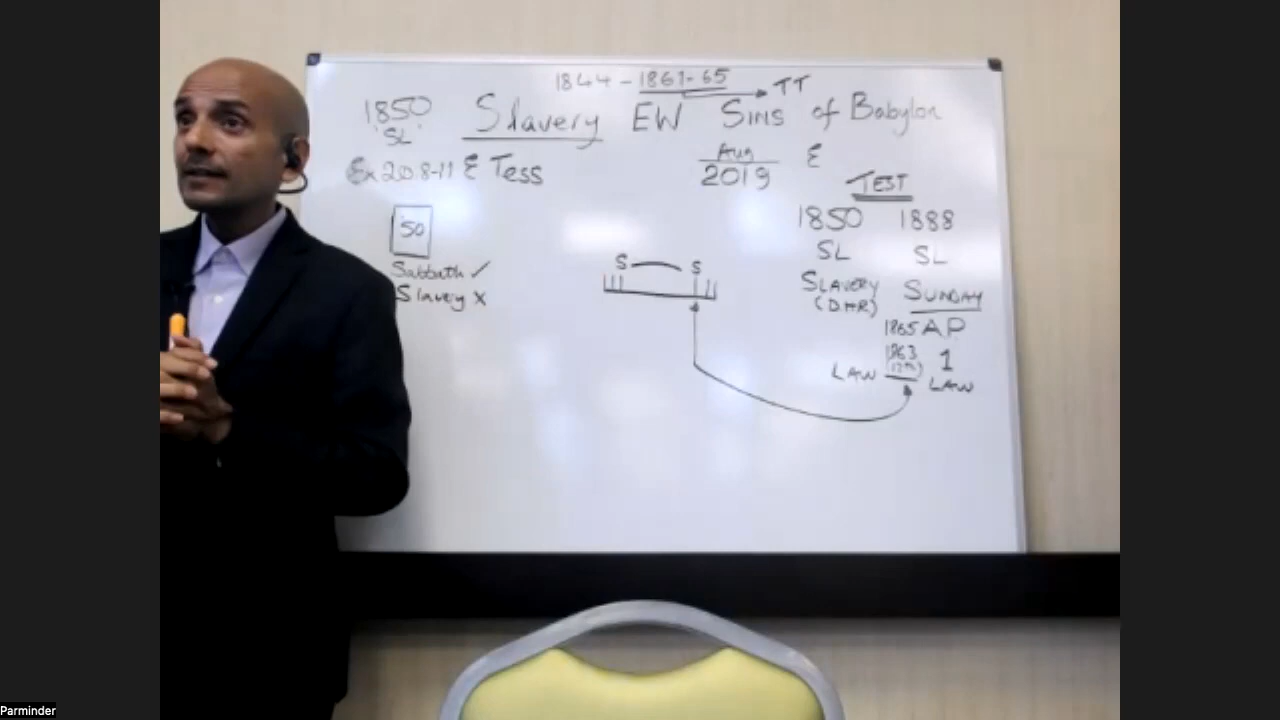 1844 - 1861-65 TT
1850 Slavery EW Sins of Babylon
"SL"
Ex 20.8-11 E Tess
Aug E
2019
TEST
'50
Sabbath ✓
Slavery x
S S
1850 1888
SL SL
SLAVERY SUNDAY
1865 AP
1863 1
LAW LAW
Parminder